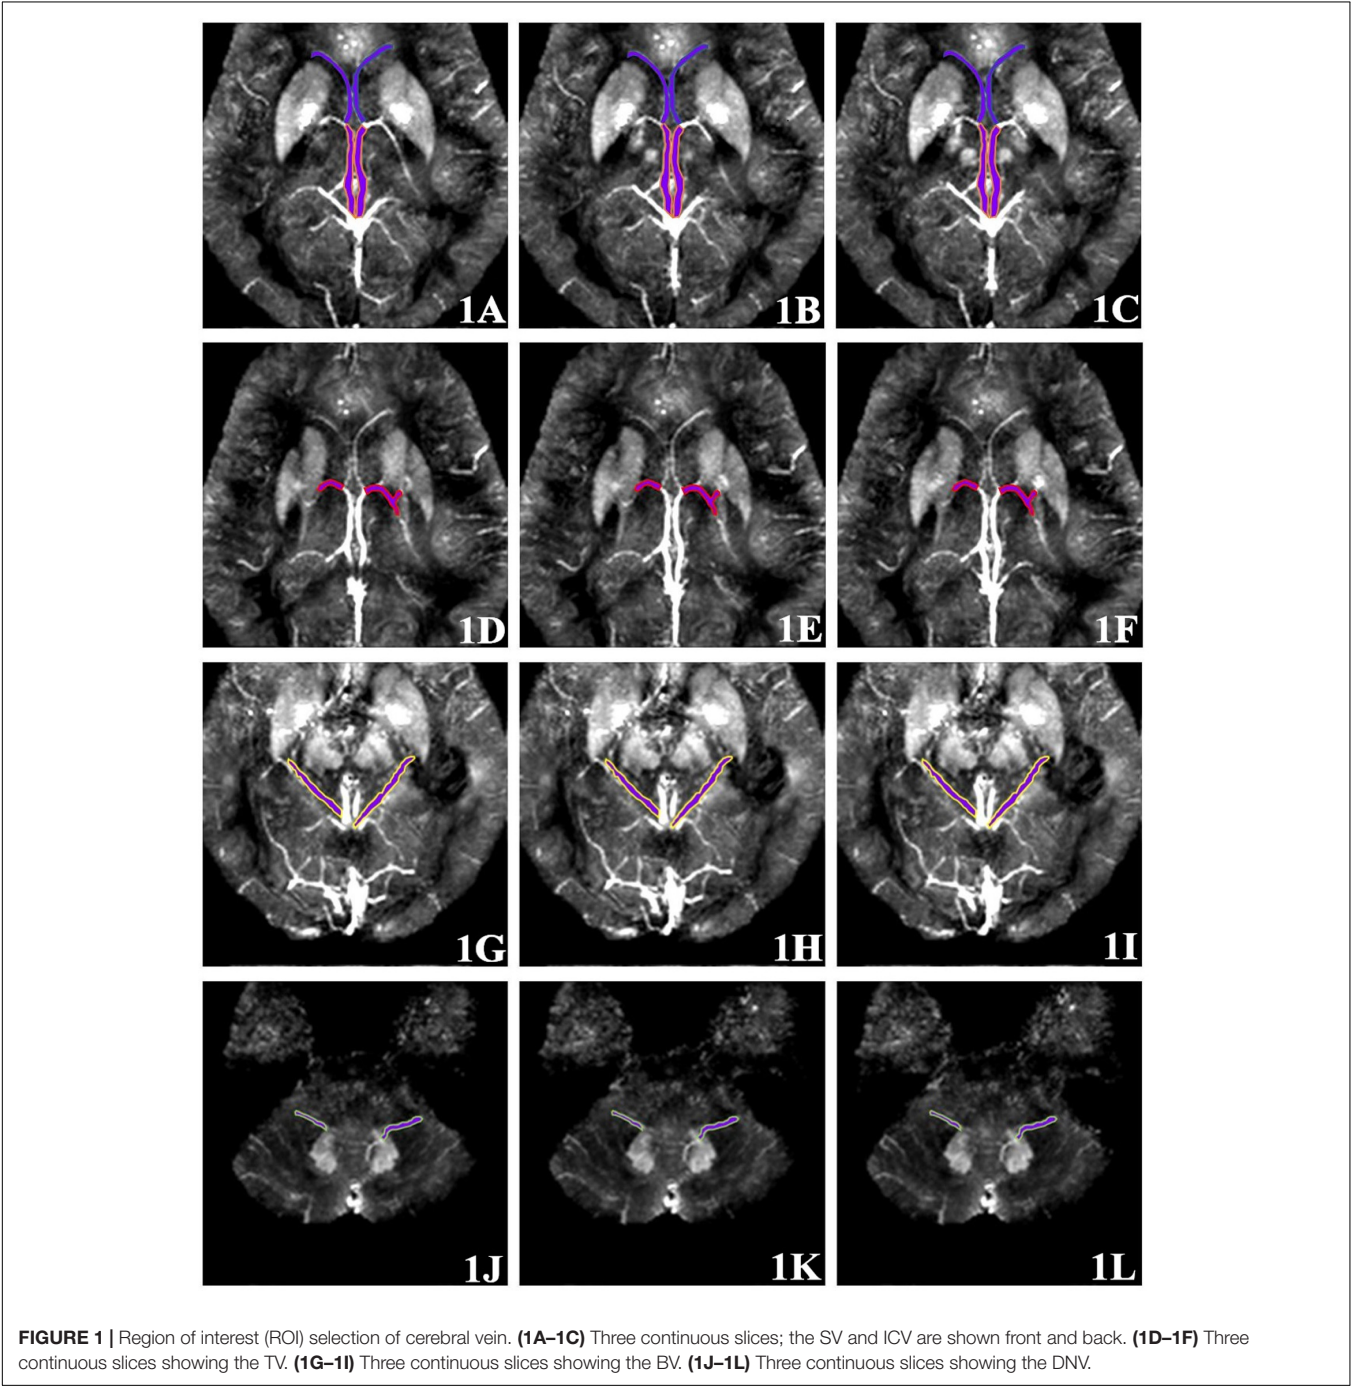 1A
1B
1C
1D
1E
1F
1G
1H
1I
1J
1K
1L
FIGURE 1 | Region of interest (ROI) selection of cerebral vein. (1A–1C) Three continuous slices; the SV and ICV are shown front and back. (1D–1F) Three
continuous slices showing the TV. (1G–1I) Three continuous slices showing the BV. (1J–1L) Three continuous slices showing the DNV.